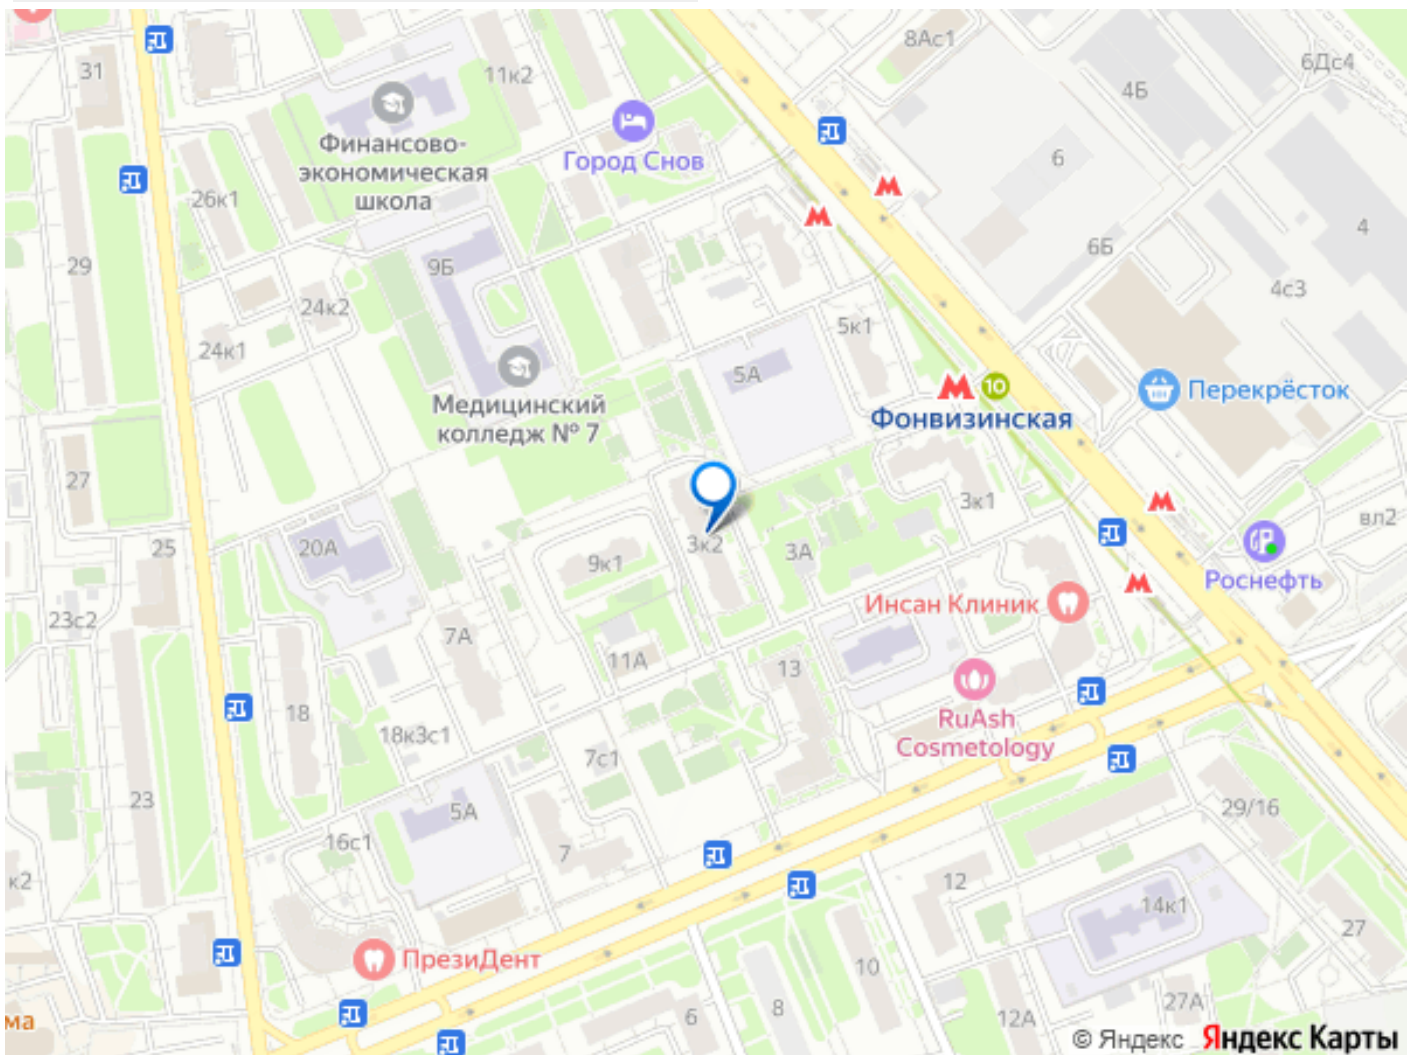 31
11к2
8Ас1
6Дс4
4Б
Финансово-
экономическая
школа
Город Снов
6
26к1
4
6Б
29
9Б
24к2
4с3
5к1
24к1
5А
10
Перекрёсток
Фонвизинская
Медицинский
колледж № 7
27
3к1
вл2
25
20А
3к2
3А
9к1
Роснефть
Инсан Клиник
23с2
7А
11А
13
18
RuAsh
Cosmetology
18к3с1
7с1
23
5А
29/16
16с1
7
к2
12
14к1
27
ПрезиДент
10
8
6
27А
12А
ма
© Яндекс Яндекс Карты